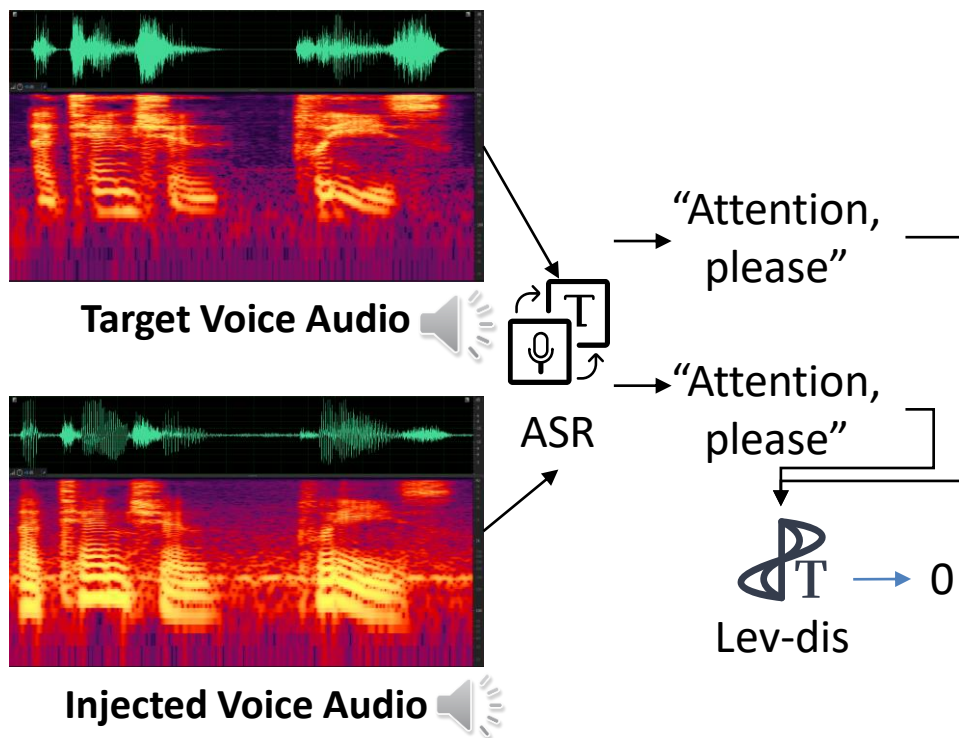 Target Voice Audio
T
"Attention,
please"
ASR
"Attention,
please"
T
0
Lev-dis
Injected Voice Audio